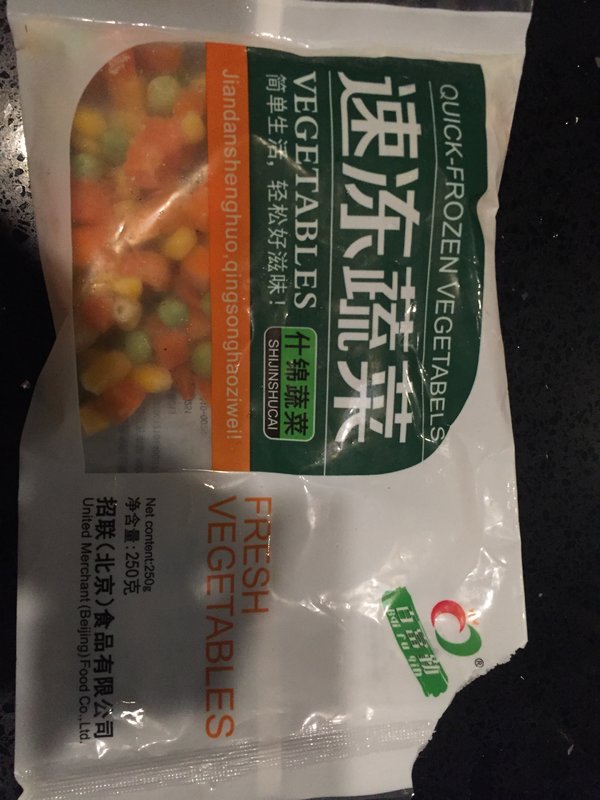 QUICK-FROZEN VEGETABELS
速冻蔬菜
VEGETABLES
简单生活，轻松好滋味！
什锦蔬菜
SHIJINSHUCAI
Jiandanshenghuo,qingsonghaoziwei!
FRESH
VEGETABLES
Net content:250g
净含量：250克
招联（北京）食品有限公司
United Merchant (Beijing) Food Co.,Ltd.
®